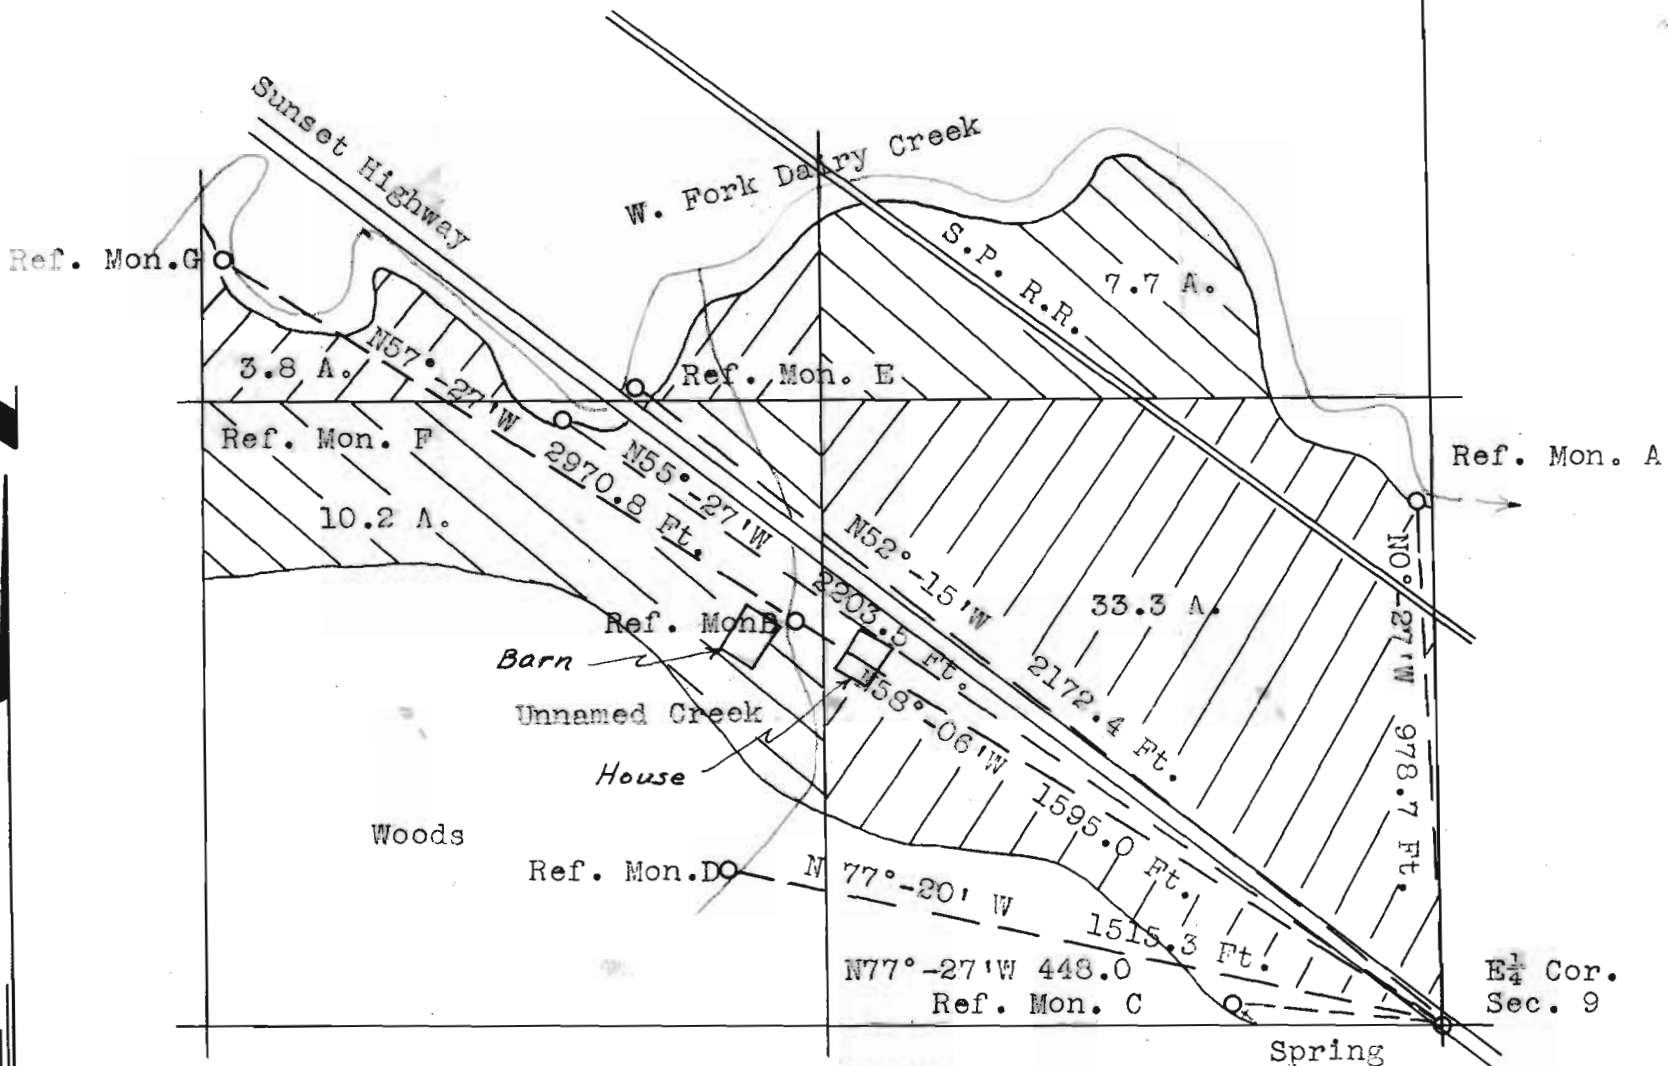 Sunset Highway
W. Fork Dairy Creek
Ref. Mon.G
S.P. R.R.
7.7 A.
3.8 A.
N57°-27'W 2970.8 Ft.
Ref. Mon. E
Ref. Mon. F
N55°-27'W 2203.5 Ft.
Ref. Mon. A
10.2 A.
N52°-15'W 2172.4 Ft.
33.3 A.
N0°-27'W 978.7 Ft.
Ref. Mon B
Barn
N58°-06'W 1595.0 Ft.
Unnamed Creek
House
Woods
Ref. Mon.D
N 77°-20' W 1515.3 Ft.
N77°-27'W 448.0
Ref. Mon. C
E¼ Cor.
Sec. 9
Spring